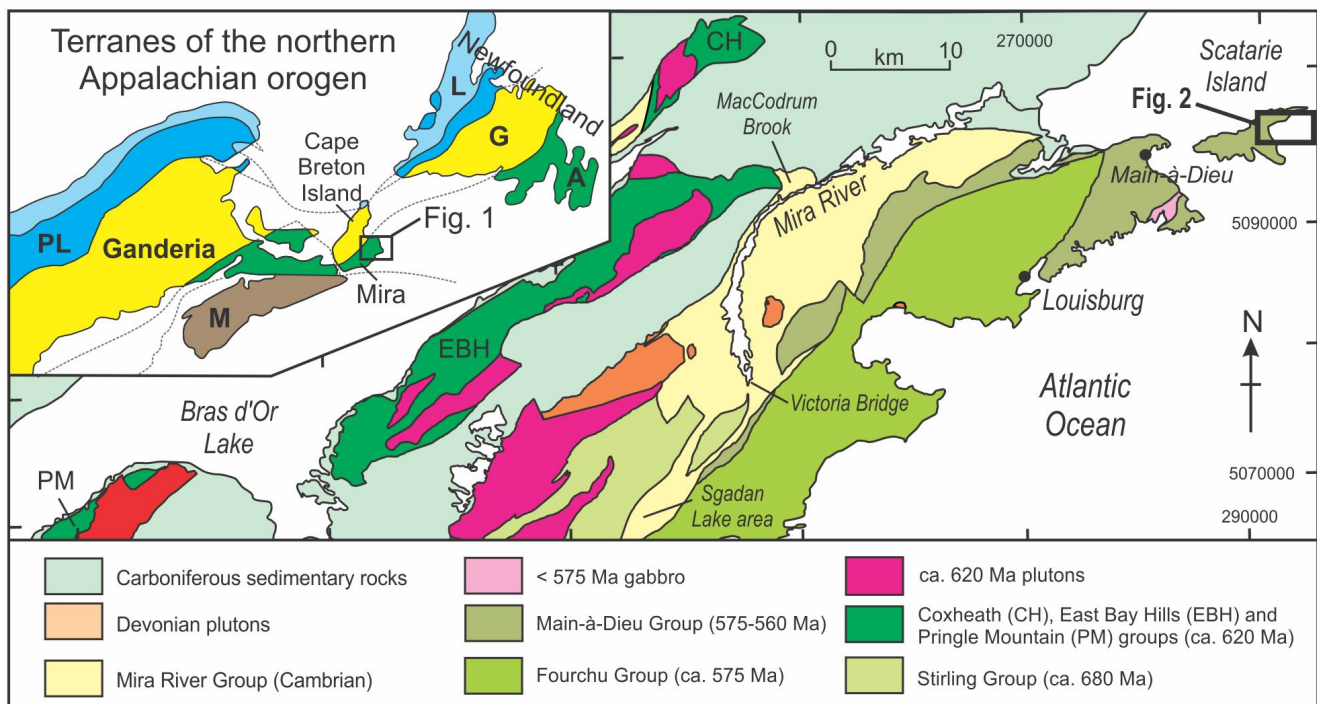 Terranes of the northern
Appalachian orogen
Newfoundland
L
G
A
Cape
Breton
Island
Fig. 1
PL
Ganderia
Mira
M
CH
0 10
km
270000
Scatarie
Island
Fig. 2
MacCodrum
Brook
Mira River
Main-à-Dieu
5090000
Louisburg
N
EBH
Bras d'Or
Lake
Victoria Bridge
Atlantic
Ocean
PM
Sgadan
Lake area
5070000
290000
Carboniferous sedimentary rocks
Devonian plutons
Mira River Group (Cambrian)
< 575 Ma gabbro
Main-à-Dieu Group (575-560 Ma)
Fourchu Group (ca. 575 Ma)
ca. 620 Ma plutons
Coxheath (CH), East Bay Hills (EBH) and
Pringle Mountain (PM) groups (ca. 620 Ma)
Stirling Group (ca. 680 Ma)